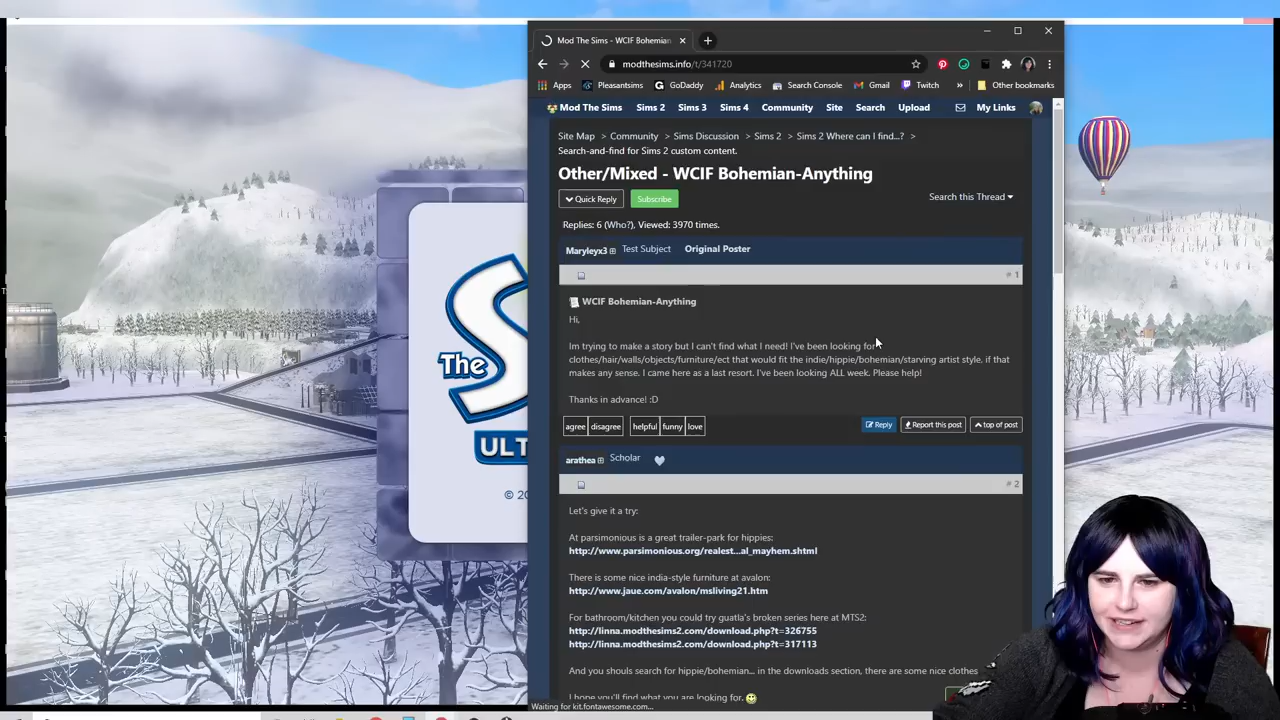 Mod The Sims - WCIF Bohemian
modthesims.info/t/341720
Apps Pleasantsims GoDaddy Analytics Search Console Gmail Twitch » Other bookmarks
Mod The Sims Sims 2 Sims 3 Sims 4 Community Site Search Upload My Links
Site Map > Community > Sims Discussion > Sims 2 > Sims 2 Where can I find...? >
Search-and-find for Sims 2 custom content.
Other/Mixed - WCIF Bohemian-Anything
Quick Reply Subscribe Search this Thread
Replies: 6 (Who?), Viewed: 3970 times.
Maryleyx3 Test Subject Original Poster
# 1
WCIF Bohemian-Anything
Hi,
Im trying to make a story but I can't find what I need! I've been looking for
clothes/hair/walls/objects/furniture/ect that would fit the indie/hippie/bohemian/starving artist style, if that
makes any sense. I came here as a last resort. I've been looking ALL week. Please help!
Thanks in advance! :D
agree disagree helpful funny love Reply Report this post top of post
arathea Scholar
# 2
Let's give it a try:
At parsimonious is a great trailer-park for hippies:
http://www.parsimonious.org/realest...al_mayhem.shtml
There is some nice india-style furniture at avalon:
http://www.jaue.com/avalon/msliving21.htm
For bathroom/kitchen you could try guatla's broken series here at MTS2:
http://linna.modthesims2.com/download.php?t=326755
http://linna.modthesims2.com/download.php?t=317113
And you shouls search for hippie/bohemian... in the downloads section, there are some nice clothes
I hope you'll find what you are looking for.
Waiting for kit.fontawesome.com...
The S
ULT
© 20